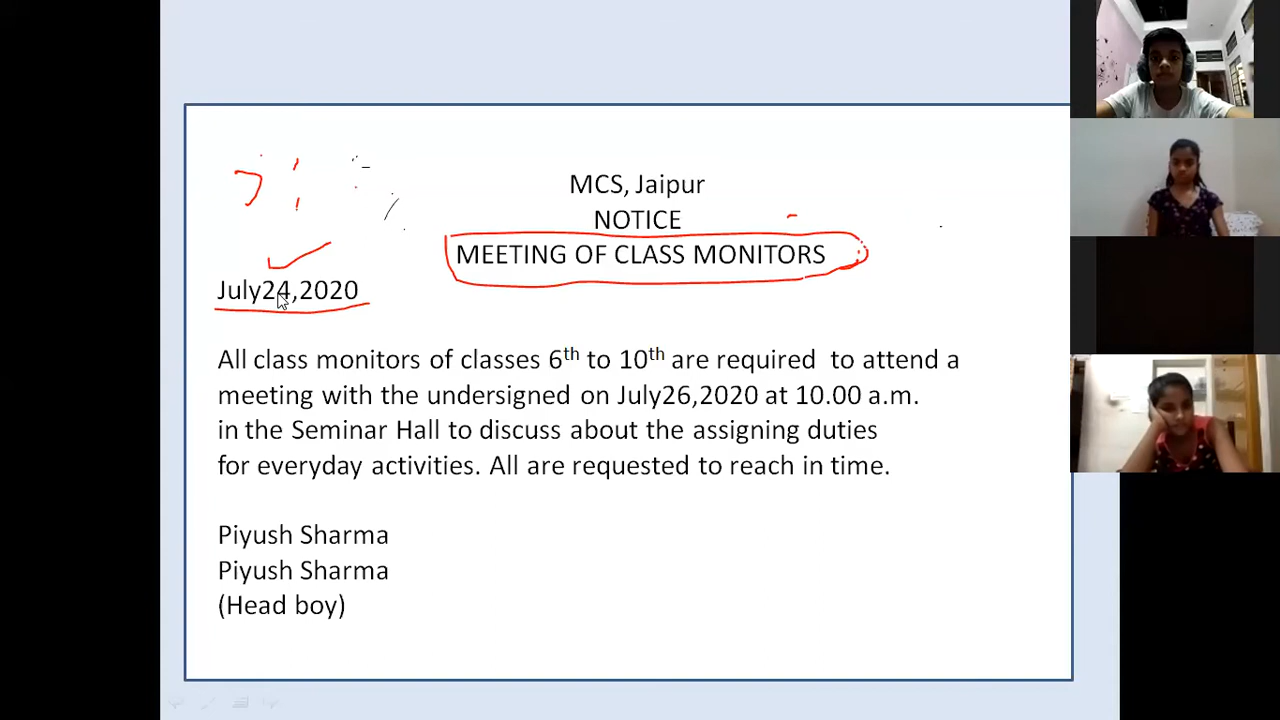 MCS, Jaipur
NOTICE
MEETING OF CLASS MONITORS
July24,2020
All class monitors of classes 6th to 10th are required to attend a
meeting with the undersigned on July26,2020 at 10.00 a.m.
in the Seminar Hall to discuss about the assigning duties
for everyday activities. All are requested to reach in time.
Piyush Sharma
Piyush Sharma
(Head boy)